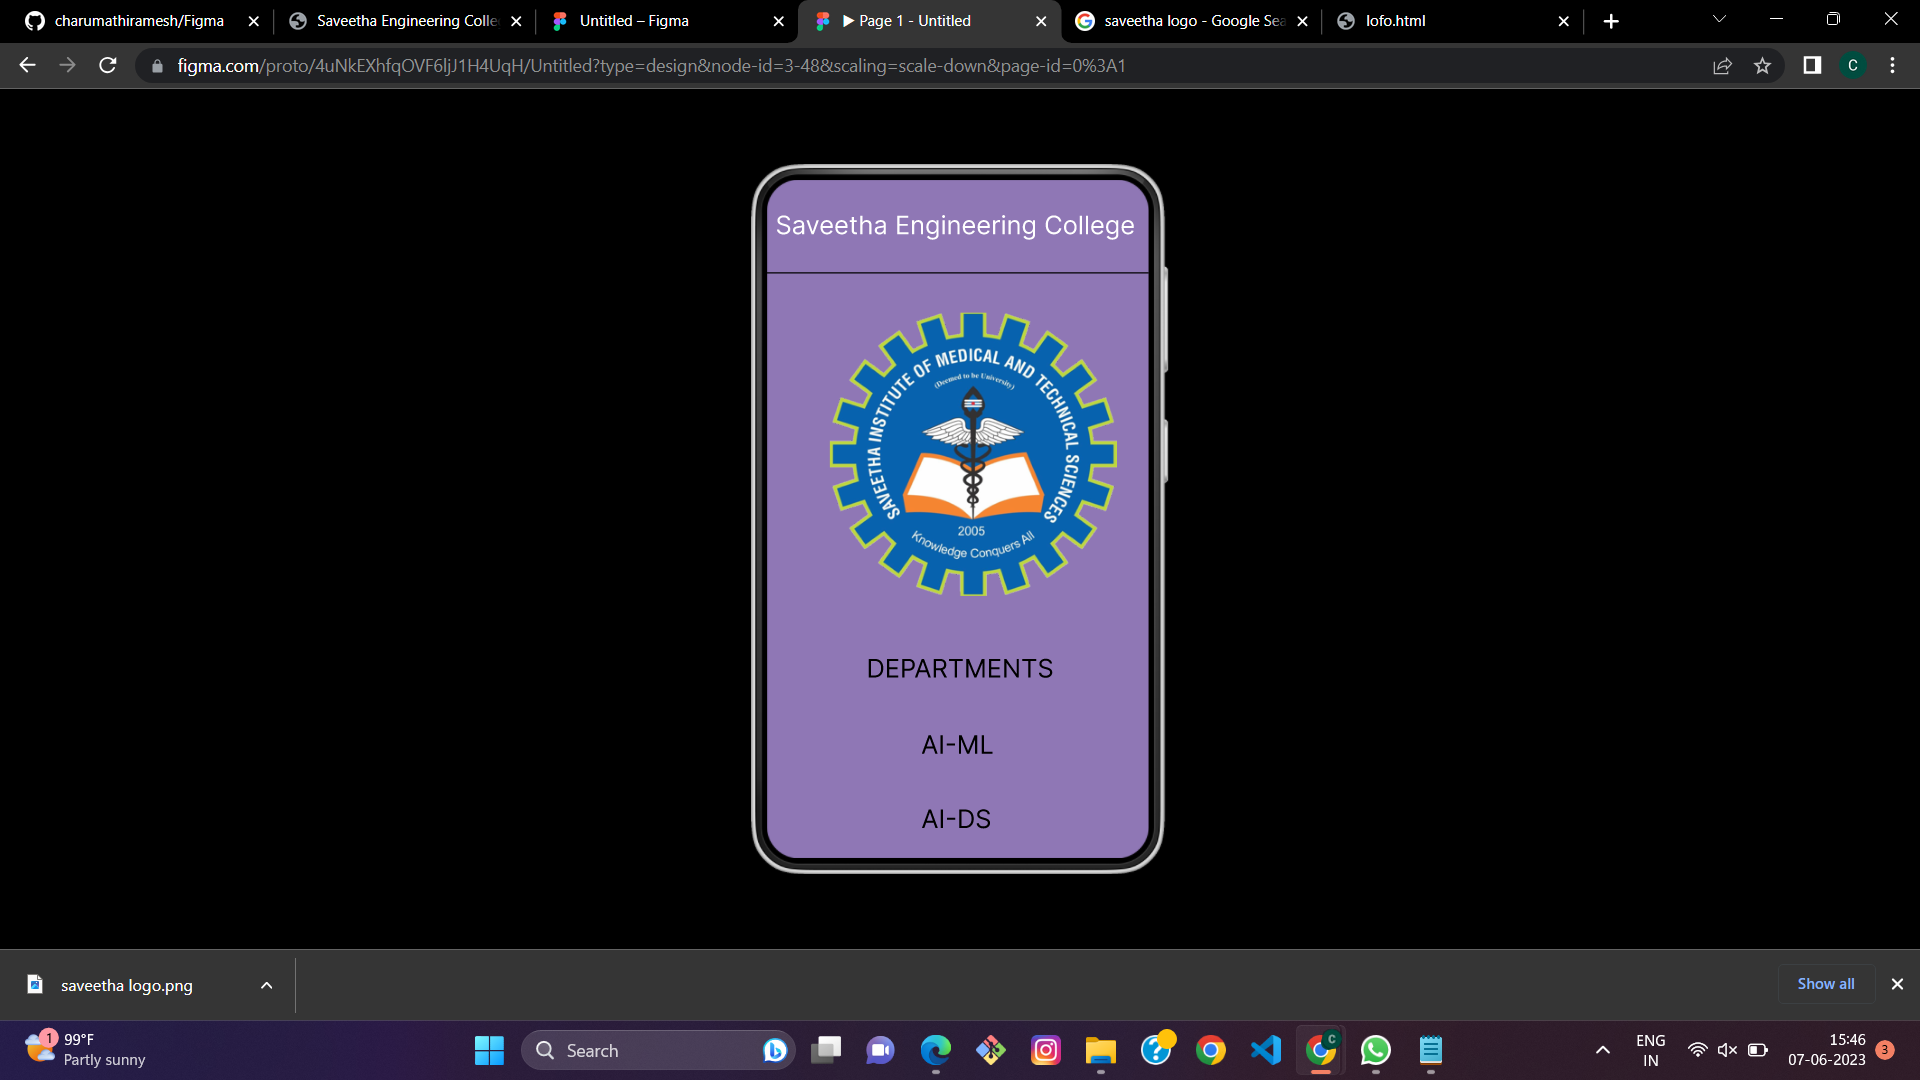 charumathiramesh/Figma
Saveetha Engineering Colle
Untitled – Figma
Page 1 - Untitled
saveetha logo - Google Sea
lofo.html
figma.com/proto/4uNkEXhfqOVF6ljJ1H4UqH/Untitled?type=design&node-id=3-48&scaling=scale-down&page-id=0%3A1
C
Saveetha Engineering College
SAVEETHA INSTITUTE OF MEDICAL AND TECHNICAL SCIENCES
(Deemed to be University)
2005
Knowledge Conquers All
DEPARTMENTS
AI-ML
AI-DS
saveetha logo.png
Show all
1
99°F
Partly sunny
Search
C
ENG
IN
15:46
07-06-2023
3